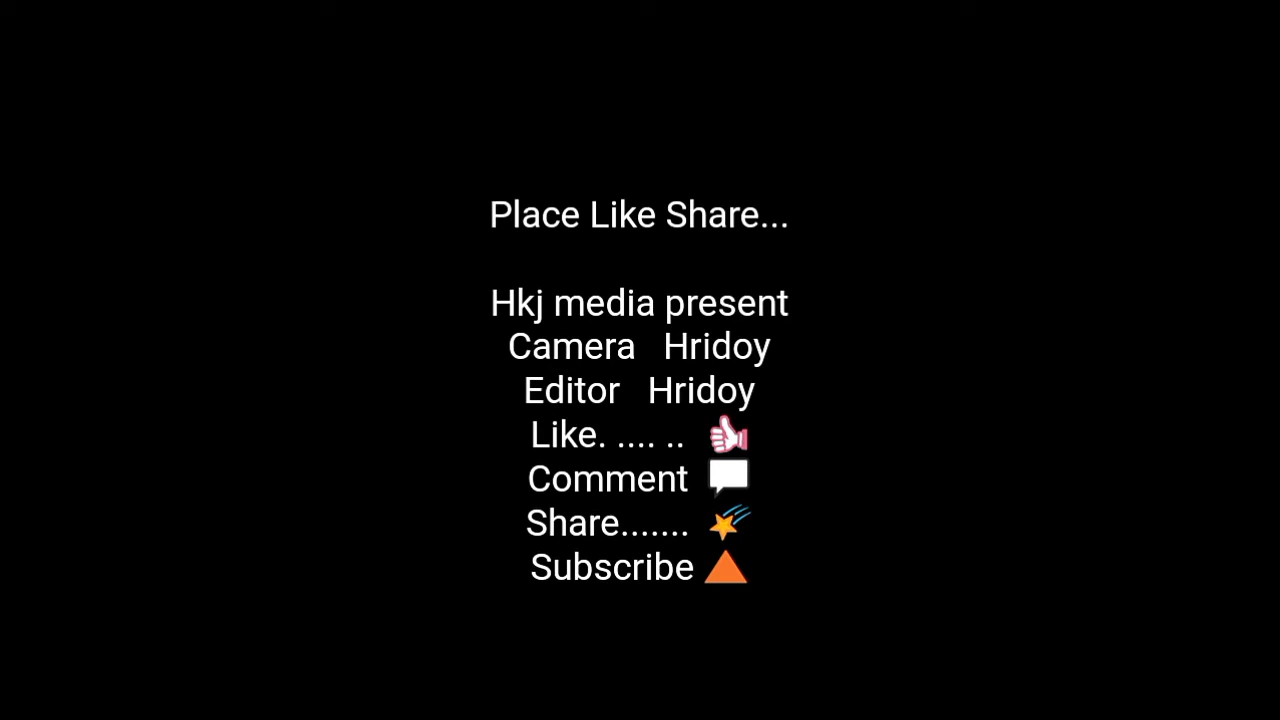 Place Like Share...
Hkj media present
Camera Hridoy
Editor Hridoy
Like. .... .. 
Comment
Share.......
Subscribe